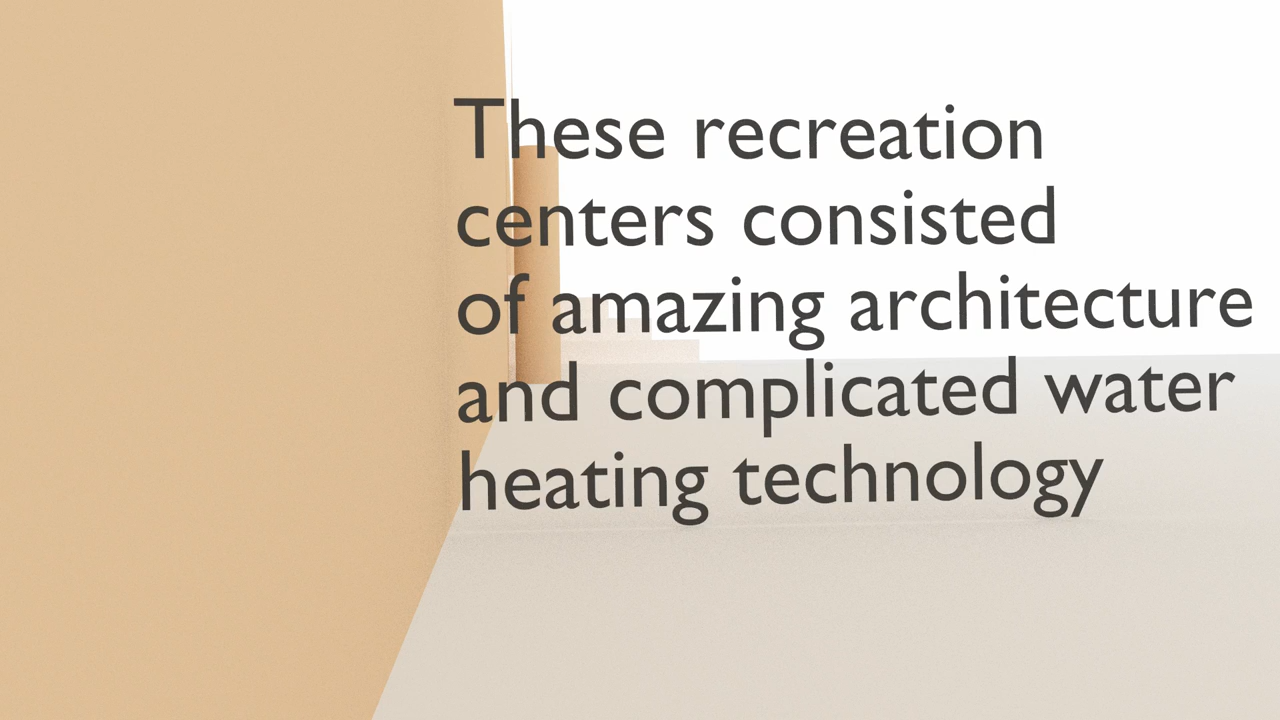 These recreation
centers consisted
of amazing architecture
and complicated water
heating technology